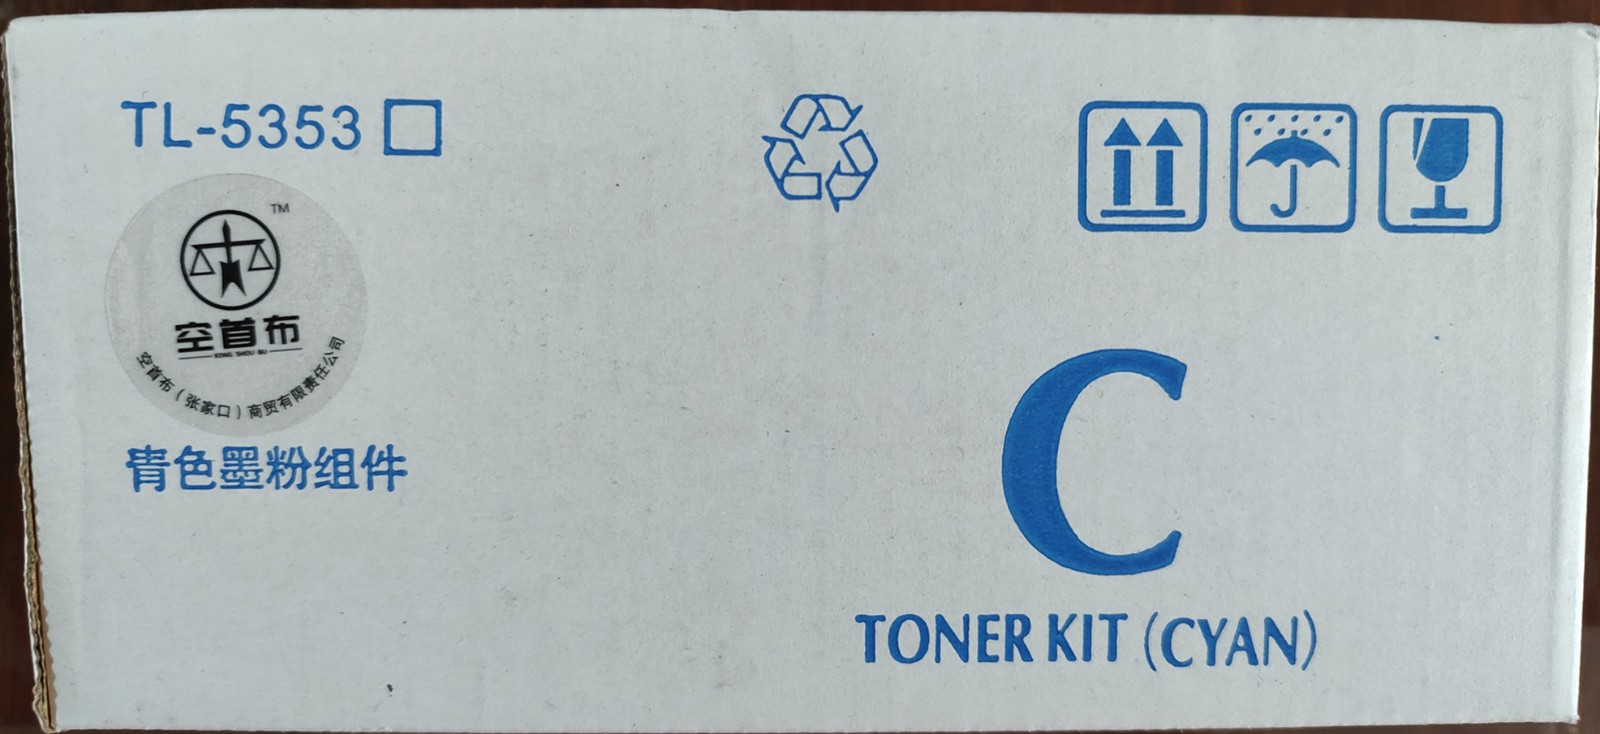 TL-5353
TM
空首布
KONG SHOU BU
空首布（张家口）商贸有限责任公司
青色墨粉组件
C
TONER KIT (CYAN)